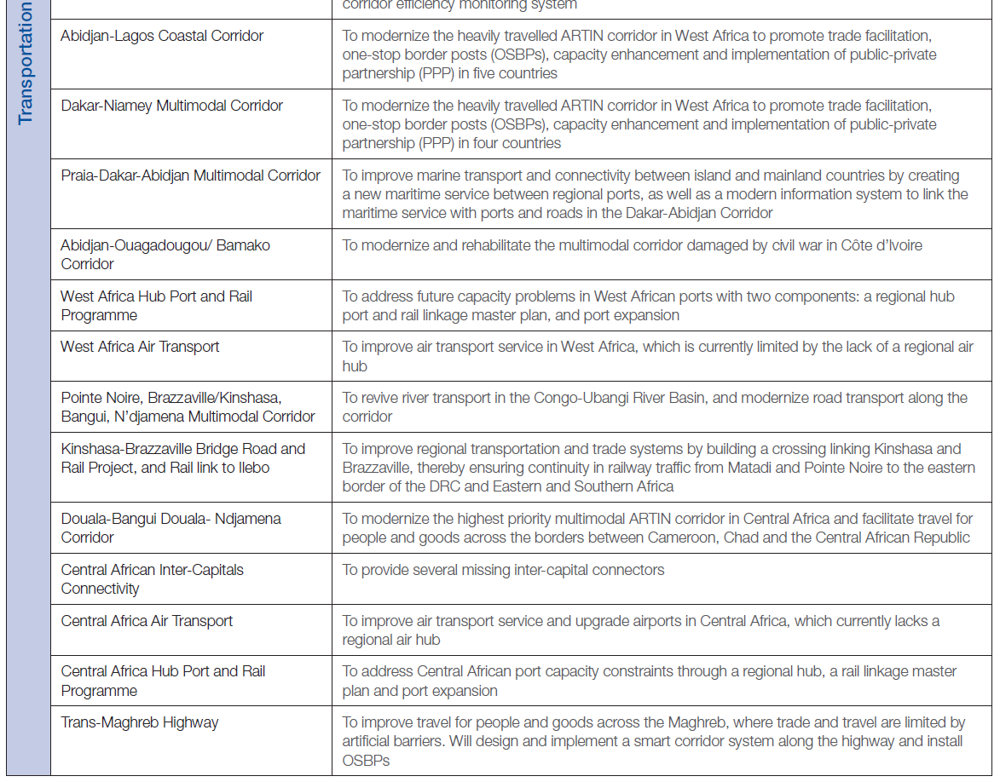 Transportation
corridor efficiency monitoring system
Abidjan-Lagos Coastal Corridor
To modernize the heavily travelled ARTIN corridor in West Africa to promote trade facilitation,
one-stop border posts (OSBPs), capacity enhancement and implementation of public-private
partnership (PPP) in five countries
Dakar-Niamey Multimodal Corridor
To modernize the heavily travelled ARTIN corridor in West Africa to promote trade facilitation,
one-stop border posts (OSBPs), capacity enhancement and implementation of public-private
partnership (PPP) in four countries
Praia-Dakar-Abidjan Multimodal Corridor
To improve marine transport and connectivity between island and mainland countries by creating
a new maritime service between regional ports, as well as a modern information system to link the
maritime service with ports and roads in the Dakar-Abidjan Corridor
Abidjan-Ouagadougou/ Bamako
Corridor
To modernize and rehabilitate the multimodal corridor damaged by civil war in Côte d’Ivoire
West Africa Hub Port and Rail
Programme
To address future capacity problems in West African ports with two components: a regional hub
port and rail linkage master plan, and port expansion
West Africa Air Transport
To improve air transport service in West Africa, which is currently limited by the lack of a regional air
hub
Pointe Noire, Brazzaville/Kinshasa,
Bangui, N’djamena Multimodal Corridor
To revive river transport in the Congo-Ubangi River Basin, and modernize road transport along the
corridor
Kinshasa-Brazzaville Bridge Road and
Rail Project, and Rail link to Ilebo
To improve regional transportation and trade systems by building a crossing linking Kinshasa and
Brazzaville, thereby ensuring continuity in railway traffic from Matadi and Pointe Noire to the eastern
border of the DRC and Eastern and Southern Africa
Douala-Bangui Douala- Ndjamena
Corridor
To modernize the highest priority multimodal ARTIN corridor in Central Africa and facilitate travel for
people and goods across the borders between Cameroon, Chad and the Central African Republic
Central African Inter-Capitals
Connectivity
To provide several missing inter-capital connectors
Central Africa Air Transport
To improve air transport service and upgrade airports in Central Africa, which currently lacks a
regional air hub
Central Africa Hub Port and Rail
Programme
To address Central African port capacity constraints through a regional hub, a rail linkage master
plan and port expansion
Trans-Maghreb Highway
To improve travel for people and goods across the Maghreb, where trade and travel are limited by
artificial barriers. Will design and implement a smart corridor system along the highway and install
OSBPs